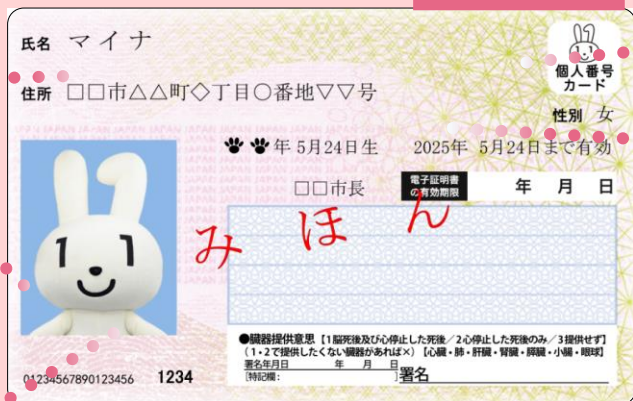 氏名 マイナ
個人番号
カード
住所 □□市△△町◇丁目○番地▽▽号
性別 女
年 5月24日生 2025年 5月24日まで有効
□□市長
電子証明書
の有効期限
年 月 日
みほん
●臓器提供意思【1脳死後及び心停止した死後／2心停止した死後のみ／3提供せず】
（1・2で提供したくない臓器があれば×）【心臓・肺・肝臓・腎臓・膵臓・小腸・眼球】
署名年月日 年 月 日
［特記欄： ］署名
01234567890123456 1234